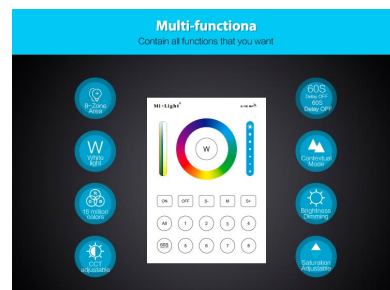 Multi-functiona
Contain all functions that you want
8-Zone
Area
W
White
light
16 million
colors
CCT
adjustable
Mi·Light
W
ON
OFF
S-
M
S+
All
1
2
3
4
60S
5
6
7
8
60S
Delay OFF
60S
Delay OFF
Contextual
Mode
Brightness
Dimming
Saturation
Adjustable